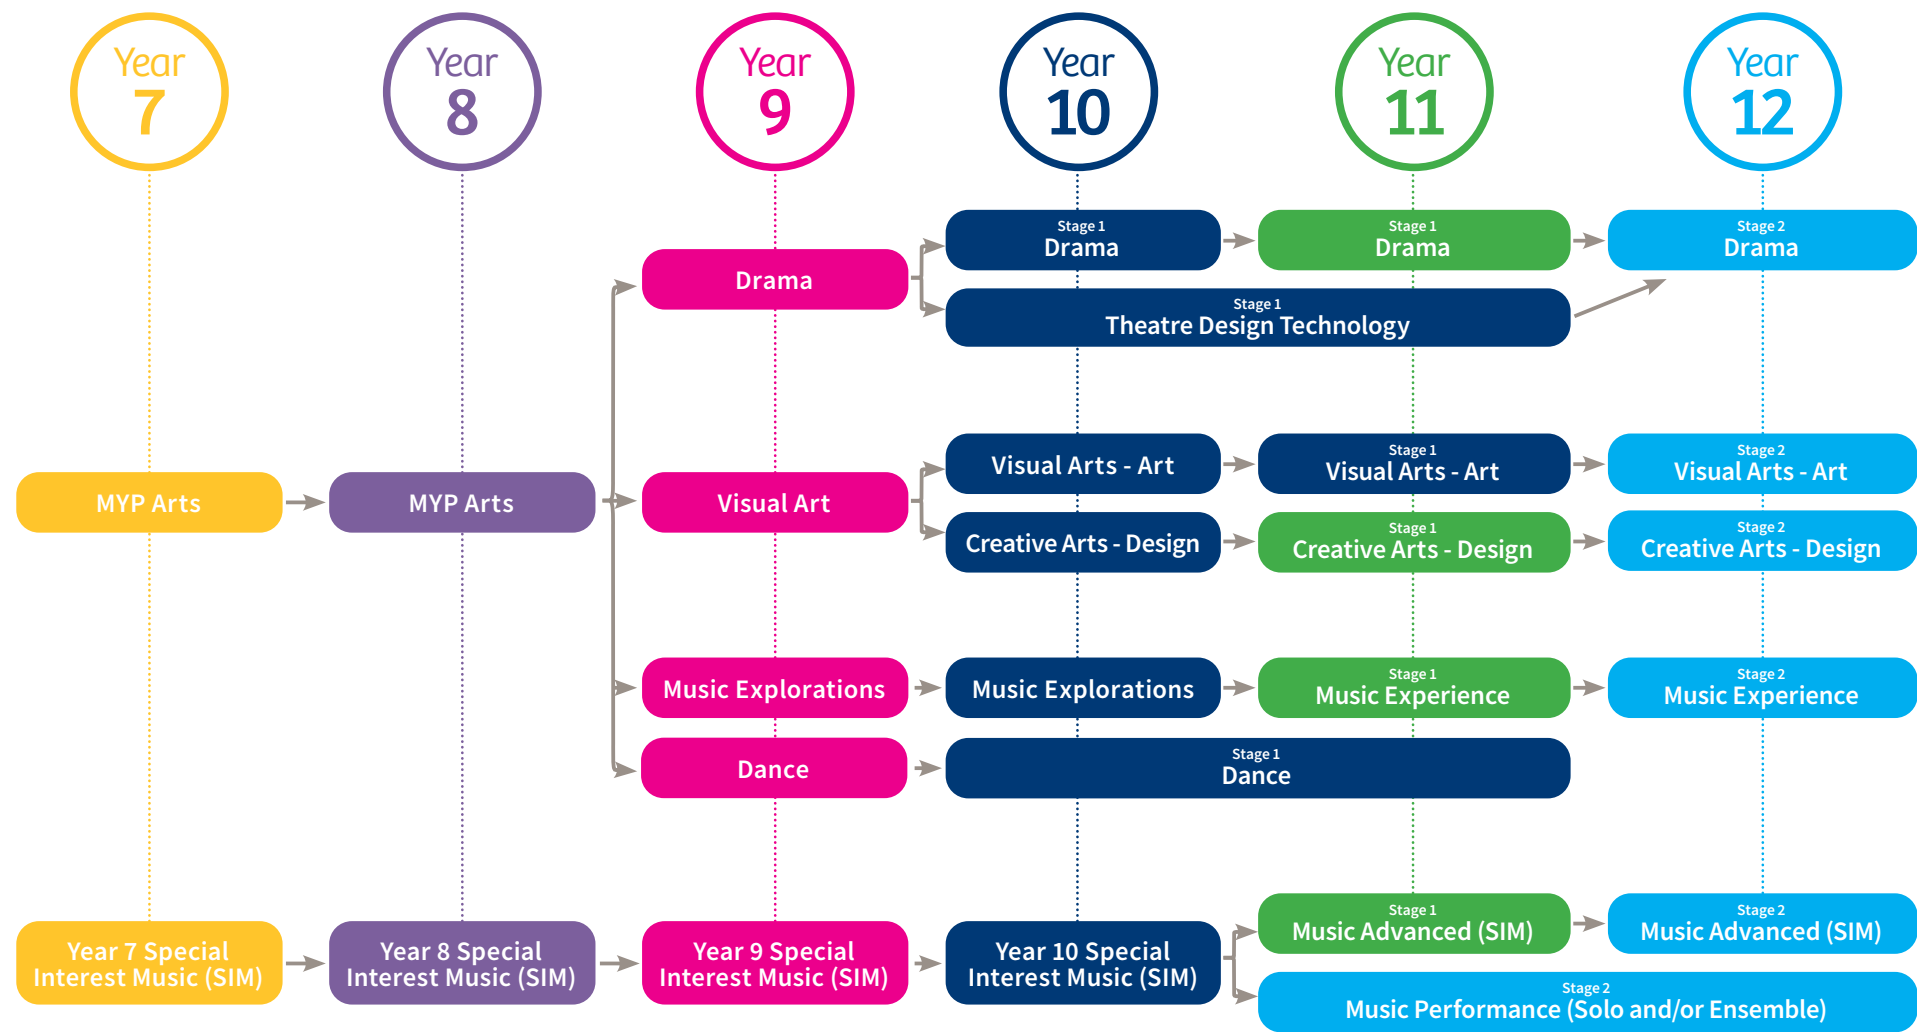 Year
7
Year
8
Year
9
Year
10
Year
11
Year
12
Drama
Stage 1
Drama
Stage 1
Drama
Stage 2
Drama
Stage 1
Theatre Design Technology
MYP Arts
MYP Arts
Visual Art
Visual Arts - Art
Stage 1
Visual Arts - Art
Stage 2
Visual Arts - Art
Creative Arts - Design
Stage 1
Creative Arts - Design
Stage 2
Creative Arts - Design
Music Explorations
Music Explorations
Stage 1
Music Experience
Stage 2
Music Experience
Dance
Stage 1
Dance
Year 7 Special
Interest Music (SIM)
Year 8 Special
Interest Music (SIM)
Year 9 Special
Interest Music (SIM)
Year 10 Special
Interest Music (SIM)
Stage 1
Music Advanced (SIM)
Stage 2
Music Advanced (SIM)
Stage 2
Music Performance (Solo and/or Ensemble)